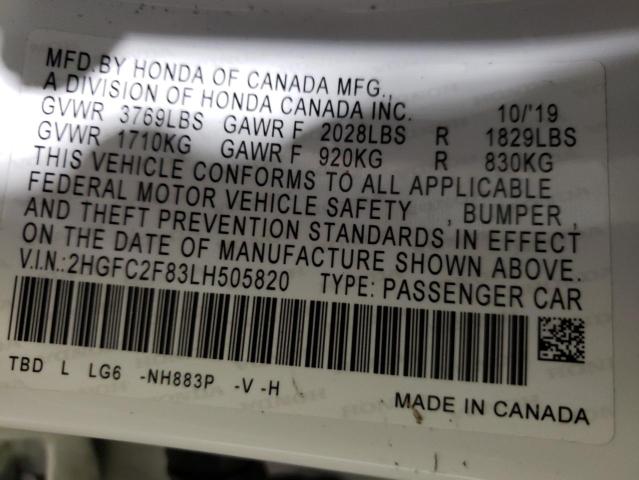 MFD. BY HONDA OF CANADA MFG.,
A DIVISION OF HONDA CANADA INC. 10/'19
GVWR 3769LBS GAWR F 2028LBS R 1829LBS
GVWR 1710KG GAWR F 920KG R 830KG
THIS VEHICLE CONFORMS TO ALL APPLICABLE
FEDERAL MOTOR VEHICLE SAFETY , BUMPER,
AND THEFT PREVENTION STANDARDS IN EFFECT
ON THE DATE OF MANUFACTURE SHOWN ABOVE.
V.I.N.:2HGFC2F83LH505820 TYPE: PASSENGER CAR
TBD L LG6 -NH883P -V -H
MADE IN CANADA